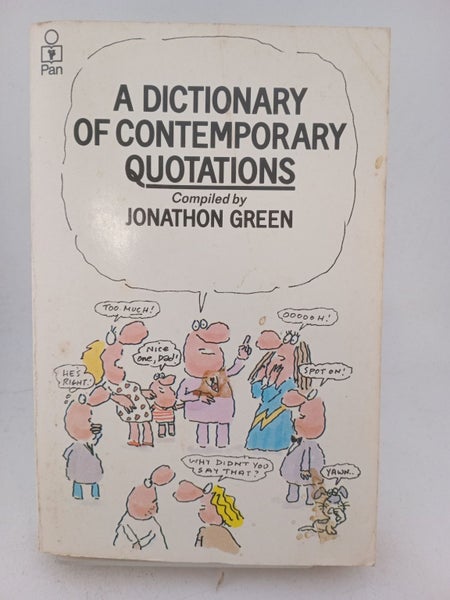 Pan
A DICTIONARY
OF CONTEMPORARY
QUOTATIONS
Compiled by
JONATHON GREEN
TOO MUCH!
OOOOOH!
Nice
one, Dad!
HE'S
RIGHT!
SPOT ON!
WHY DIDN'T YOU
SAY THAT?
YAWN..